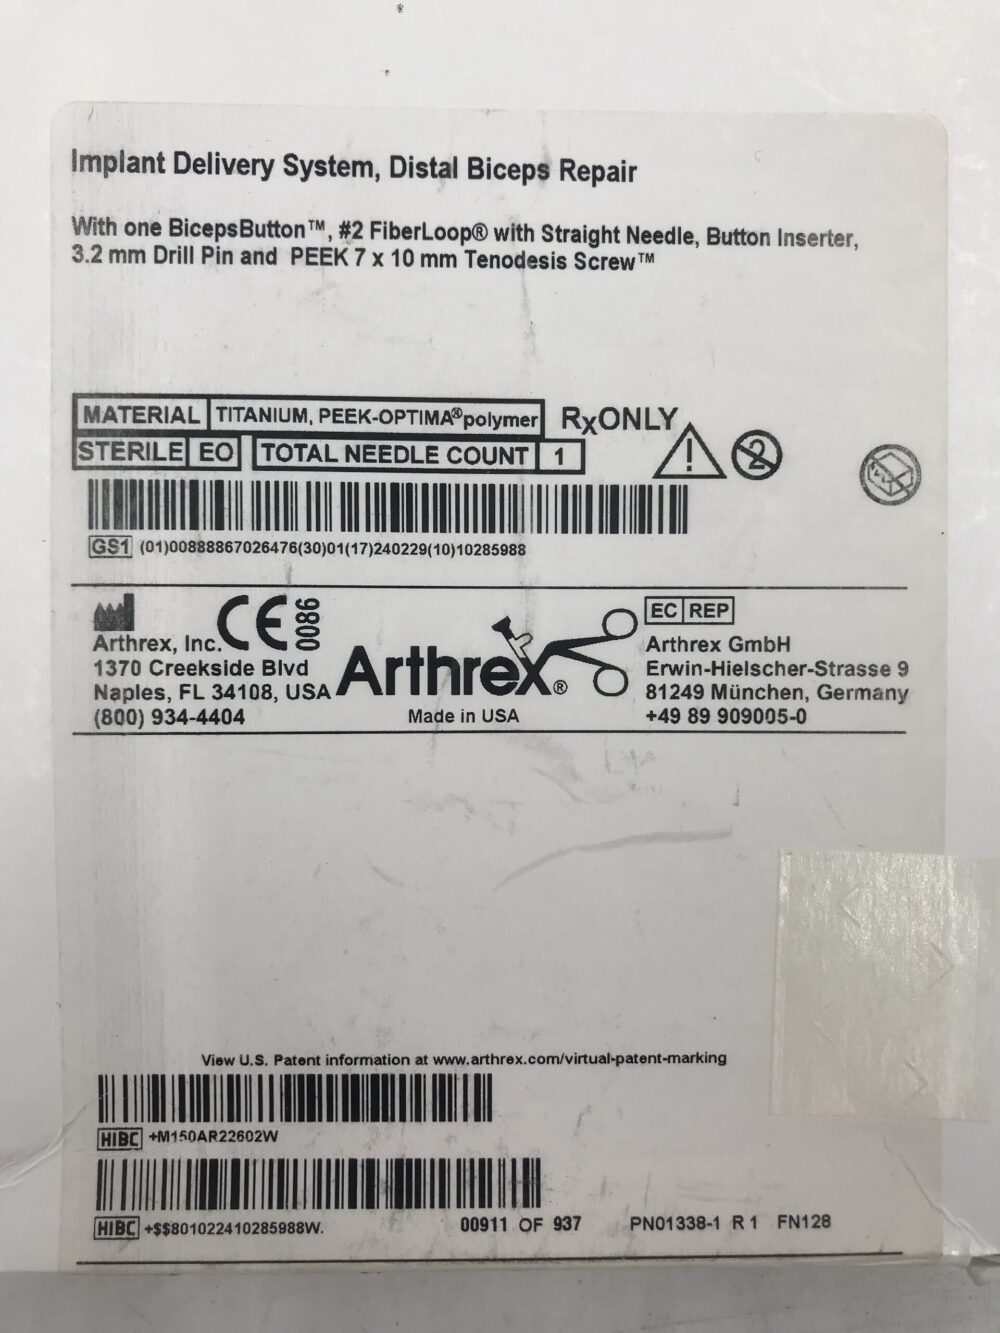 Implant Delivery System, Distal Biceps Repair
With one BicepsButton™, #2 FiberLoop® with Straight Needle, Button Inserter,
3.2 mm Drill Pin and PEEK 7 x 10 mm Tenodesis Screw™
MATERIAL TITANIUM, PEEK-OPTIMA® polymer RxONLY
STERILE EO TOTAL NEEDLE COUNT 1
2
GS1 (01)00888867026476(30)01(17)240229(10)10285988
CE 0086
Arthrex, Inc.
1370 Creekside Blvd
Naples, FL 34108, USA
(800) 934-4404
Arthrex®
Made in USA
EC REP
Arthrex GmbH
Erwin-Hielscher-Strasse 9
81249 München, Germany
+49 89 909005-0
View U.S. Patent information at www.arthrex.com/virtual-patent-marking
HIBC +M150AR22602W
HIBC +$$801022410285988W.
00911 OF 937 PN01338-1 R 1 FN128